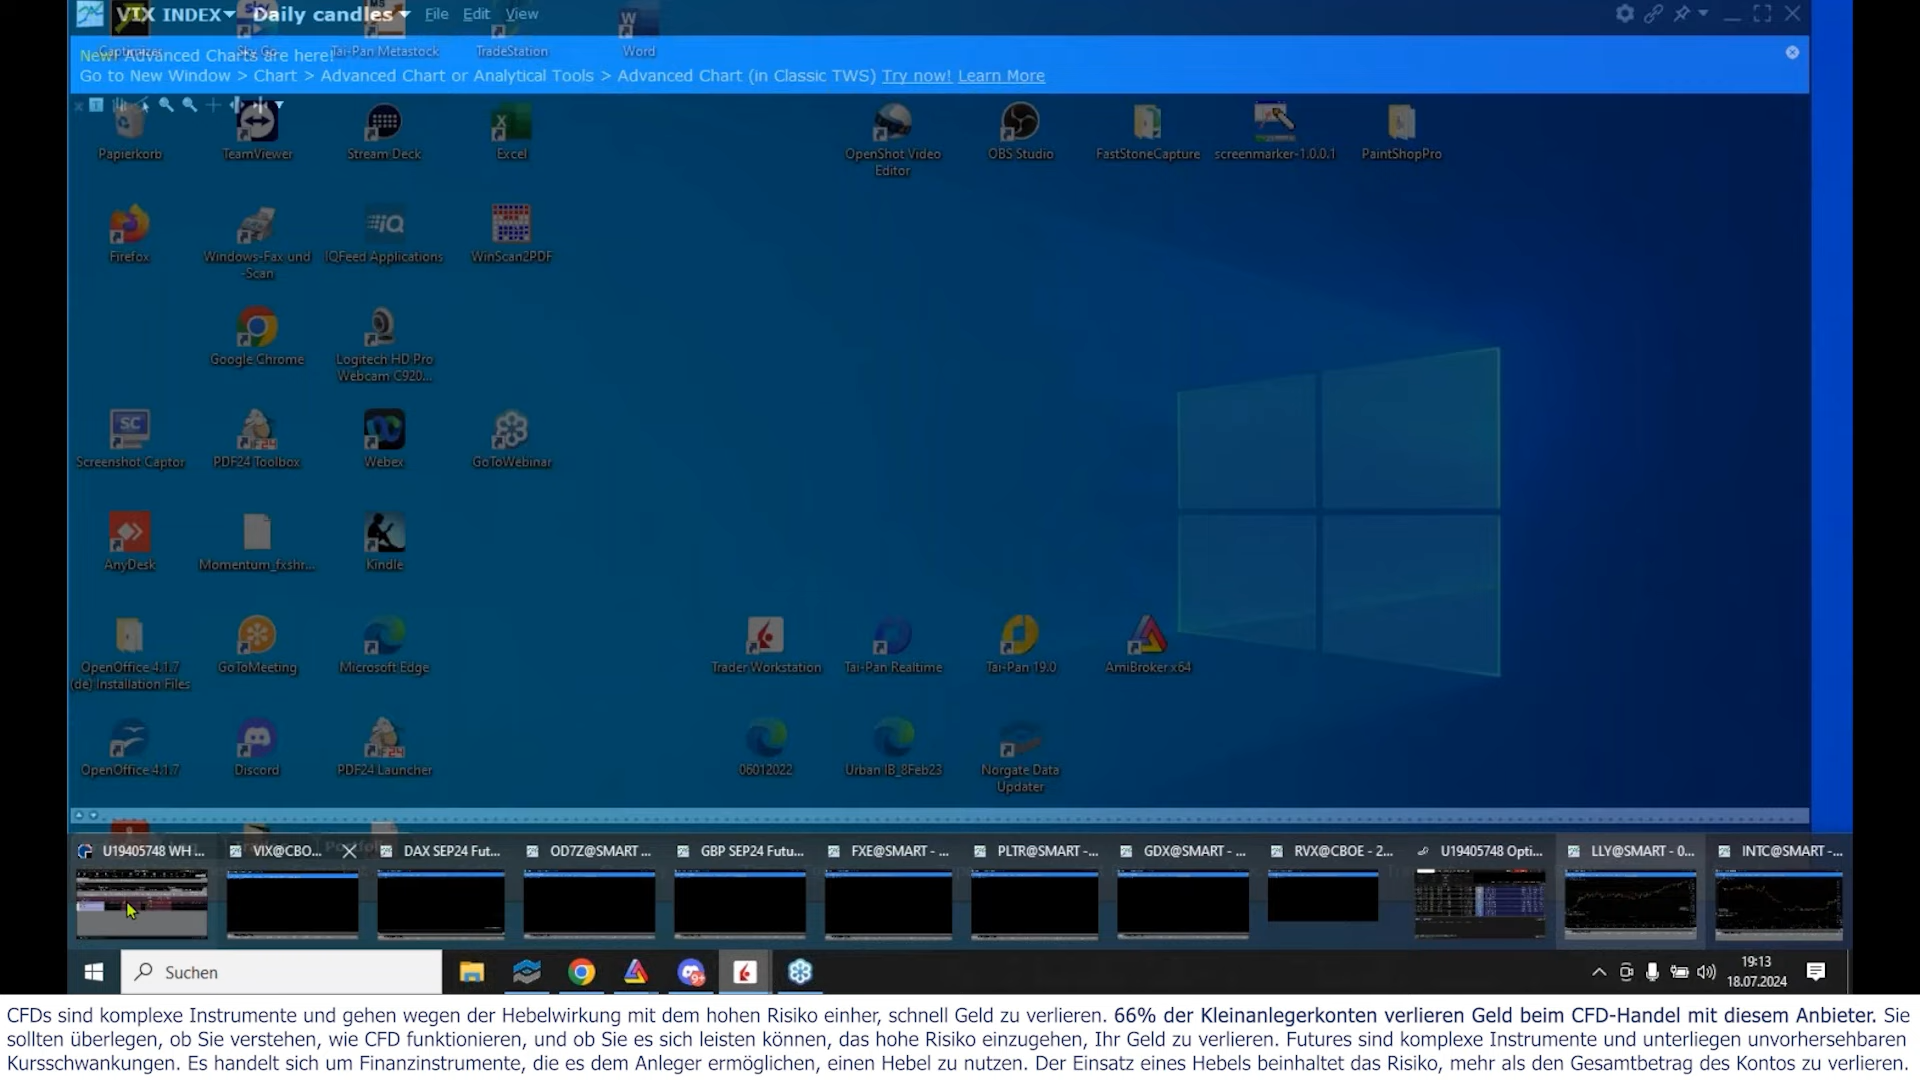 VIX INDEX Daily candles File Edit View
Captimizer Sky Go Tai-Pan Metastock TradeStation Word
New! Advanced Charts are here!
Go to New Window > Chart > Advanced Chart or Analytical Tools > Advanced Chart (in Classic TWS) Try now! Learn More
Papierkorb TeamViewer Stream Deck Excel OpenShot Video Editor OBS Studio FastStoneCapture screenmarker-1.0.0.1 PaintShopPro
Firefox Windows-Fax und -Scan IQFeed Applications WinScan2PDF
Google Chrome Logitech HD Pro Webcam C920...
Screenshot Captor PDF24 Toolbox Webex GoToWebinar
AnyDesk Momentum_fxshr... Kindle
OpenOffice 4.1.7 (de) Installation Files GoToMeeting Microsoft Edge Trader Workstation Tai-Pan Realtime Tai-Pan 19.0 AmiBroker x64
OpenOffice 4.1.7 Discord PDF24 Launcher 06012022 Urban IB_8Feb23 Norgate Data Updater
U19405748 WH ... VIX@CBO... DAX SEP24 Fut... OD7Z@SMART ... GBP SEP24 Futu... FXE@SMART - ... PLTR@SMART -... GDX@SMART - ... RVX@CBOE - 2... U19405748 Opti... LLY@SMART - 0... INTC@SMART -...
Suchen
19:13
18.07.2024
CFDs sind komplexe Instrumente und gehen wegen der Hebelwirkung mit dem hohen Risiko einher, schnell Geld zu verlieren. 66% der Kleinanlegerkonten verlieren Geld beim CFD-Handel mit diesem Anbieter. Sie
sollten überlegen, ob Sie verstehen, wie CFD funktionieren, und ob Sie es sich leisten können, das hohe Risiko einzugehen, Ihr Geld zu verlieren. Futures sind komplexe Instrumente und unterliegen unvorhersehbaren
Kursschwankungen. Es handelt sich um Finanzinstrumente, die es dem Anleger ermöglichen, einen Hebel zu nutzen. Der Einsatz eines Hebels beinhaltet das Risiko, mehr als den Gesamtbetrag des Kontos zu verlieren.